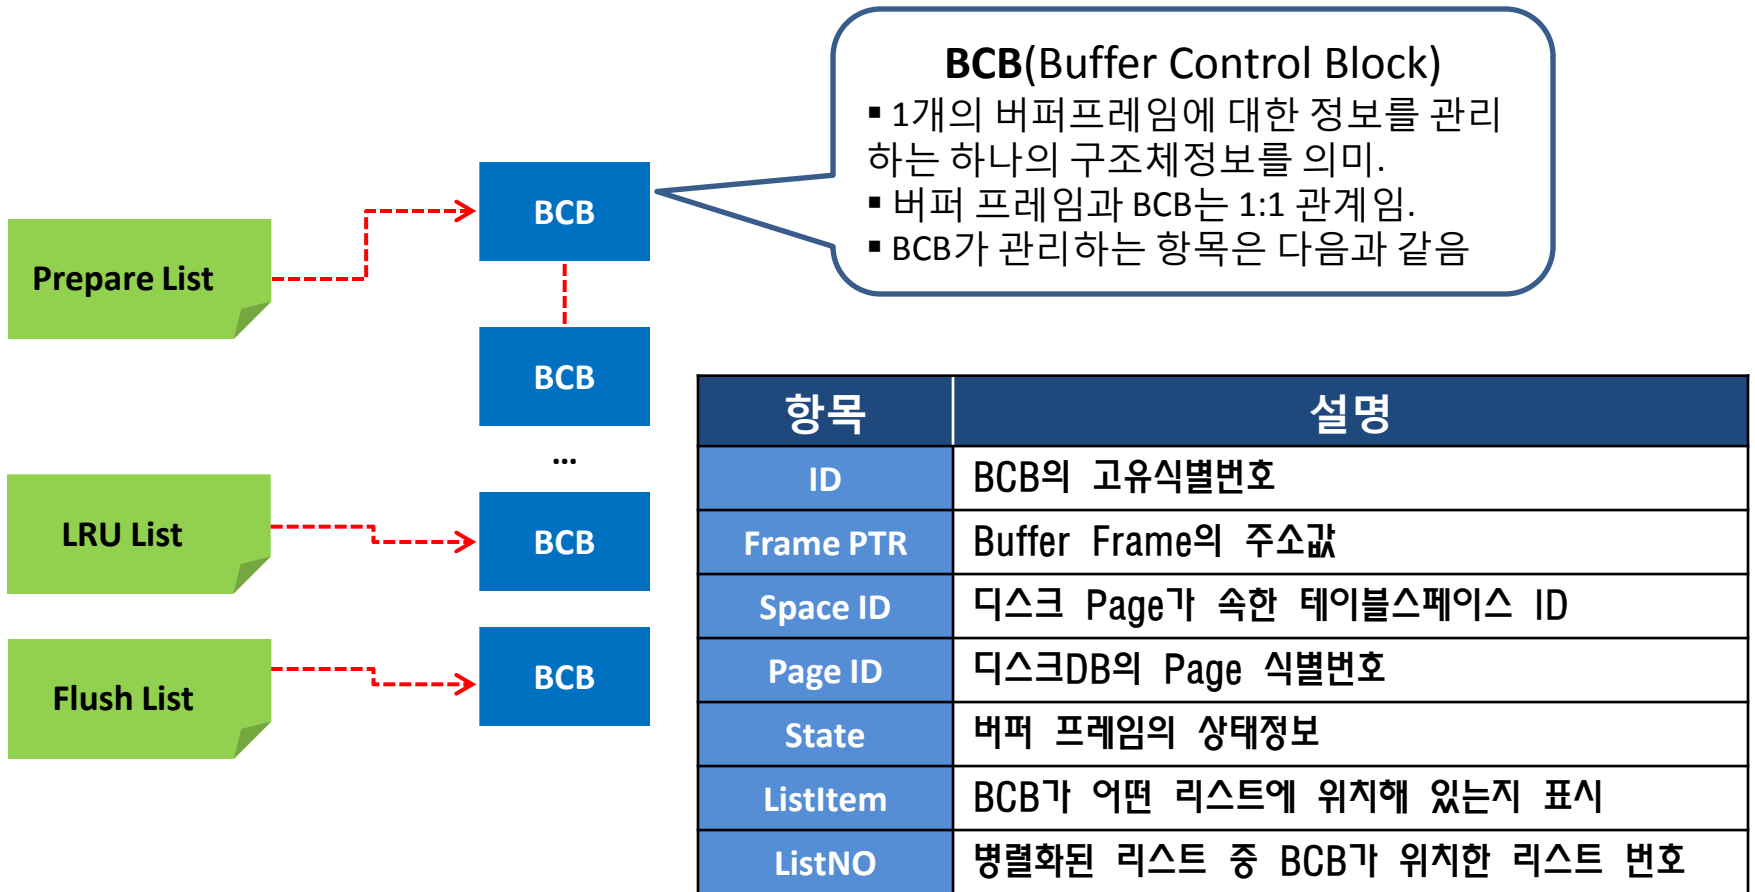 BCB(Buffer Control Block)
▪ 1개의 버퍼프레임에 대한 정보를 관리
하는 하나의 구조체정보를 의미.
▪ 버퍼 프레임과 BCB는 1:1 관계임.
▪ BCB가 관리하는 항목은 다음과 같음
Prepare List
BCB
BCB
...
LRU List
BCB
Flush List
BCB
항목 설명
ID BCB의 고유식별번호
Frame PTR Buffer Frame의 주소값
Space ID 디스크 Page가 속한 테이블스페이스 ID
Page ID 디스크DB의 Page 식별번호
State 버퍼 프레임의 상태정보
ListItem BCB가 어떤 리스트에 위치해 있는지 표시
ListNO 병렬화된 리스트 중 BCB가 위치한 리스트 번호